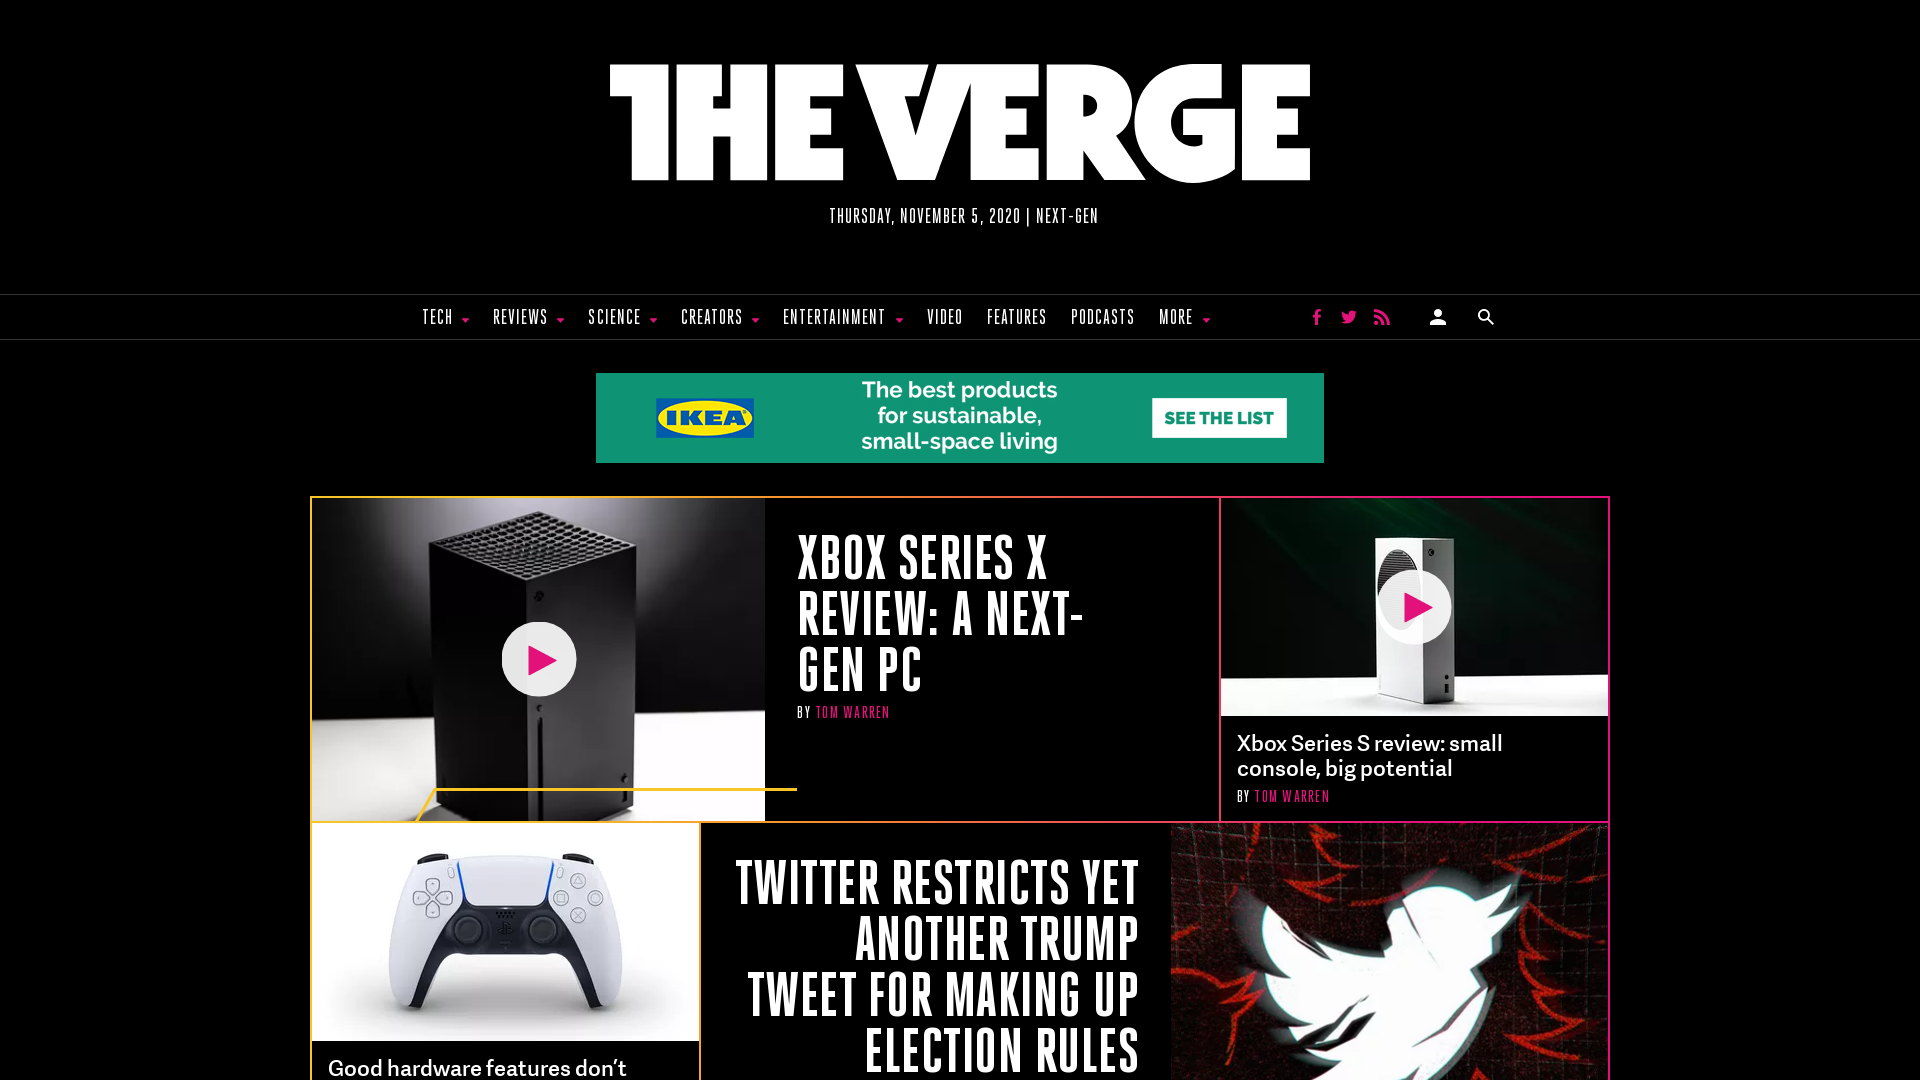 THE VERGE
THURSDAY, NOVEMBER 5, 2020 | NEXT-GEN
TECH REVIEWS SCIENCE CREATORS ENTERTAINMENT VIDEO FEATURES PODCASTS MORE
IKEA
The best products
for sustainable,
small-space living
SEE THE LIST
XBOX SERIES X
REVIEW: A NEXT-
GEN PC
BY TOM WARREN
Xbox Series S review: small
console, big potential
BY TOM WARREN
Good hardware features don’t
TWITTER RESTRICTS YET
ANOTHER TRUMP
TWEET FOR MAKING UP
ELECTION RULES